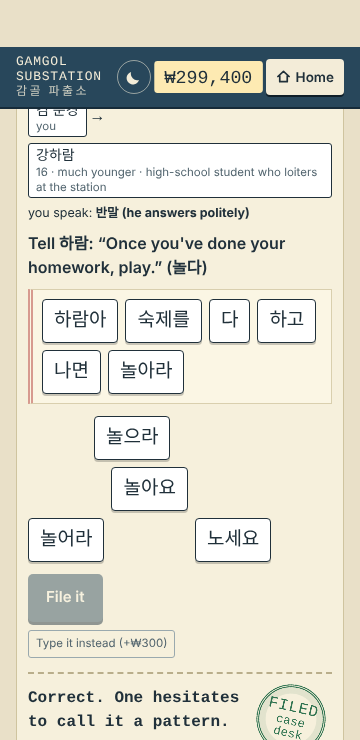 GAMGOL
SUBSTATION
감골 파출소
₩299,400
Home
you
→
강하람
16 · much younger · high-school student who loiters
at the station
you speak: 반말 (he answers politely)
Tell 하람: “Once you've done your
homework, play.” (놀다)
하람아 숙제를 다 하고
나면 놀아라
놀으라
놀아요
놀어라 노세요
File it
Type it instead (+₩300)
Correct. One hesitates
to call it a pattern.
FILED
case
desk